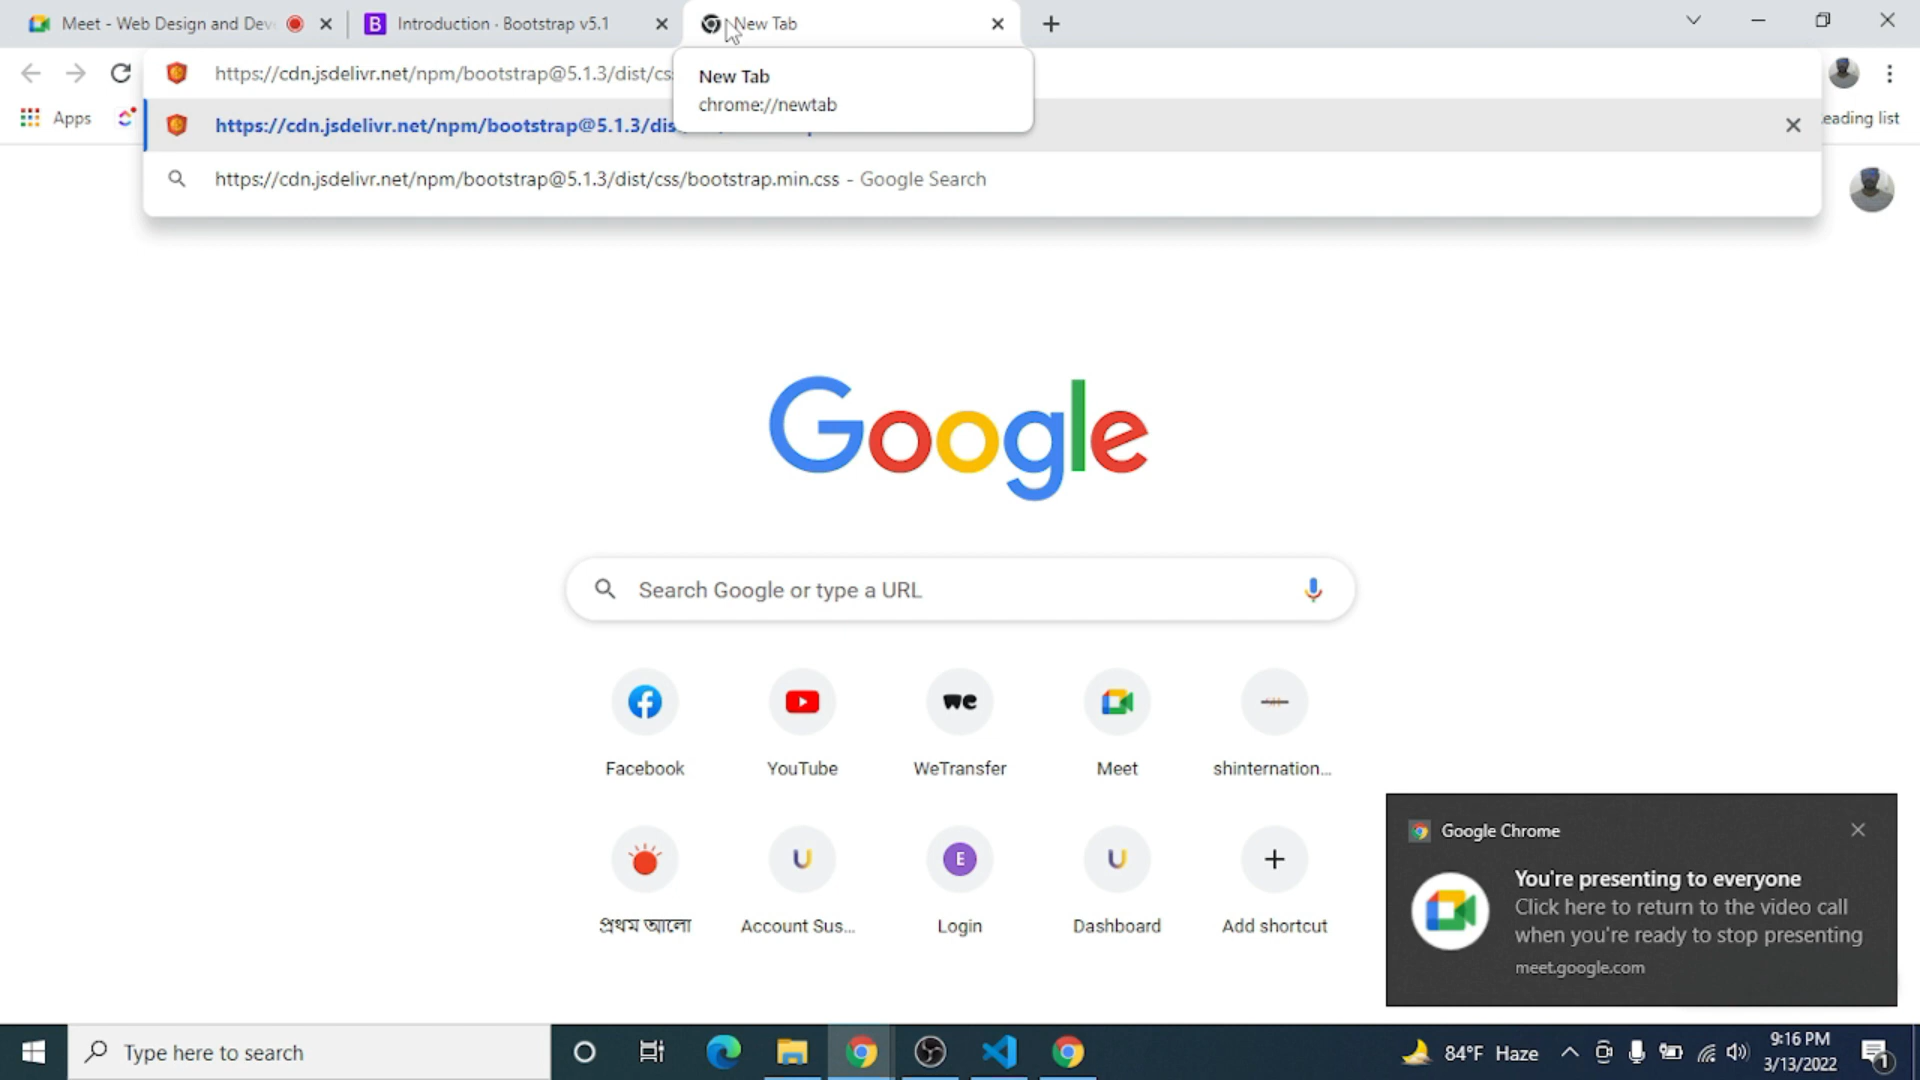 Meet - Web Design and Dev
Introduction · Bootstrap v5.1
New Tab
https://cdn.jsdelivr.net/npm/bootstrap@5.1.3/dist/cs
New Tab
chrome://newtab
Apps
https://cdn.jsdelivr.net/npm/bootstrap@5.1.3/dis
eading list
https://cdn.jsdelivr.net/npm/bootstrap@5.1.3/dist/css/bootstrap.min.css - Google Search
Google
Search Google or type a URL
Facebook
YouTube
WeTransfer
Meet
shinternation...
প্রথম আলো
Account Sus...
Login
Dashboard
Add shortcut
Google Chrome
You're presenting to everyone
Click here to return to the video call
when you're ready to stop presenting
meet.google.com
Type here to search
84°F Haze
9:16 PM
3/13/2022
1